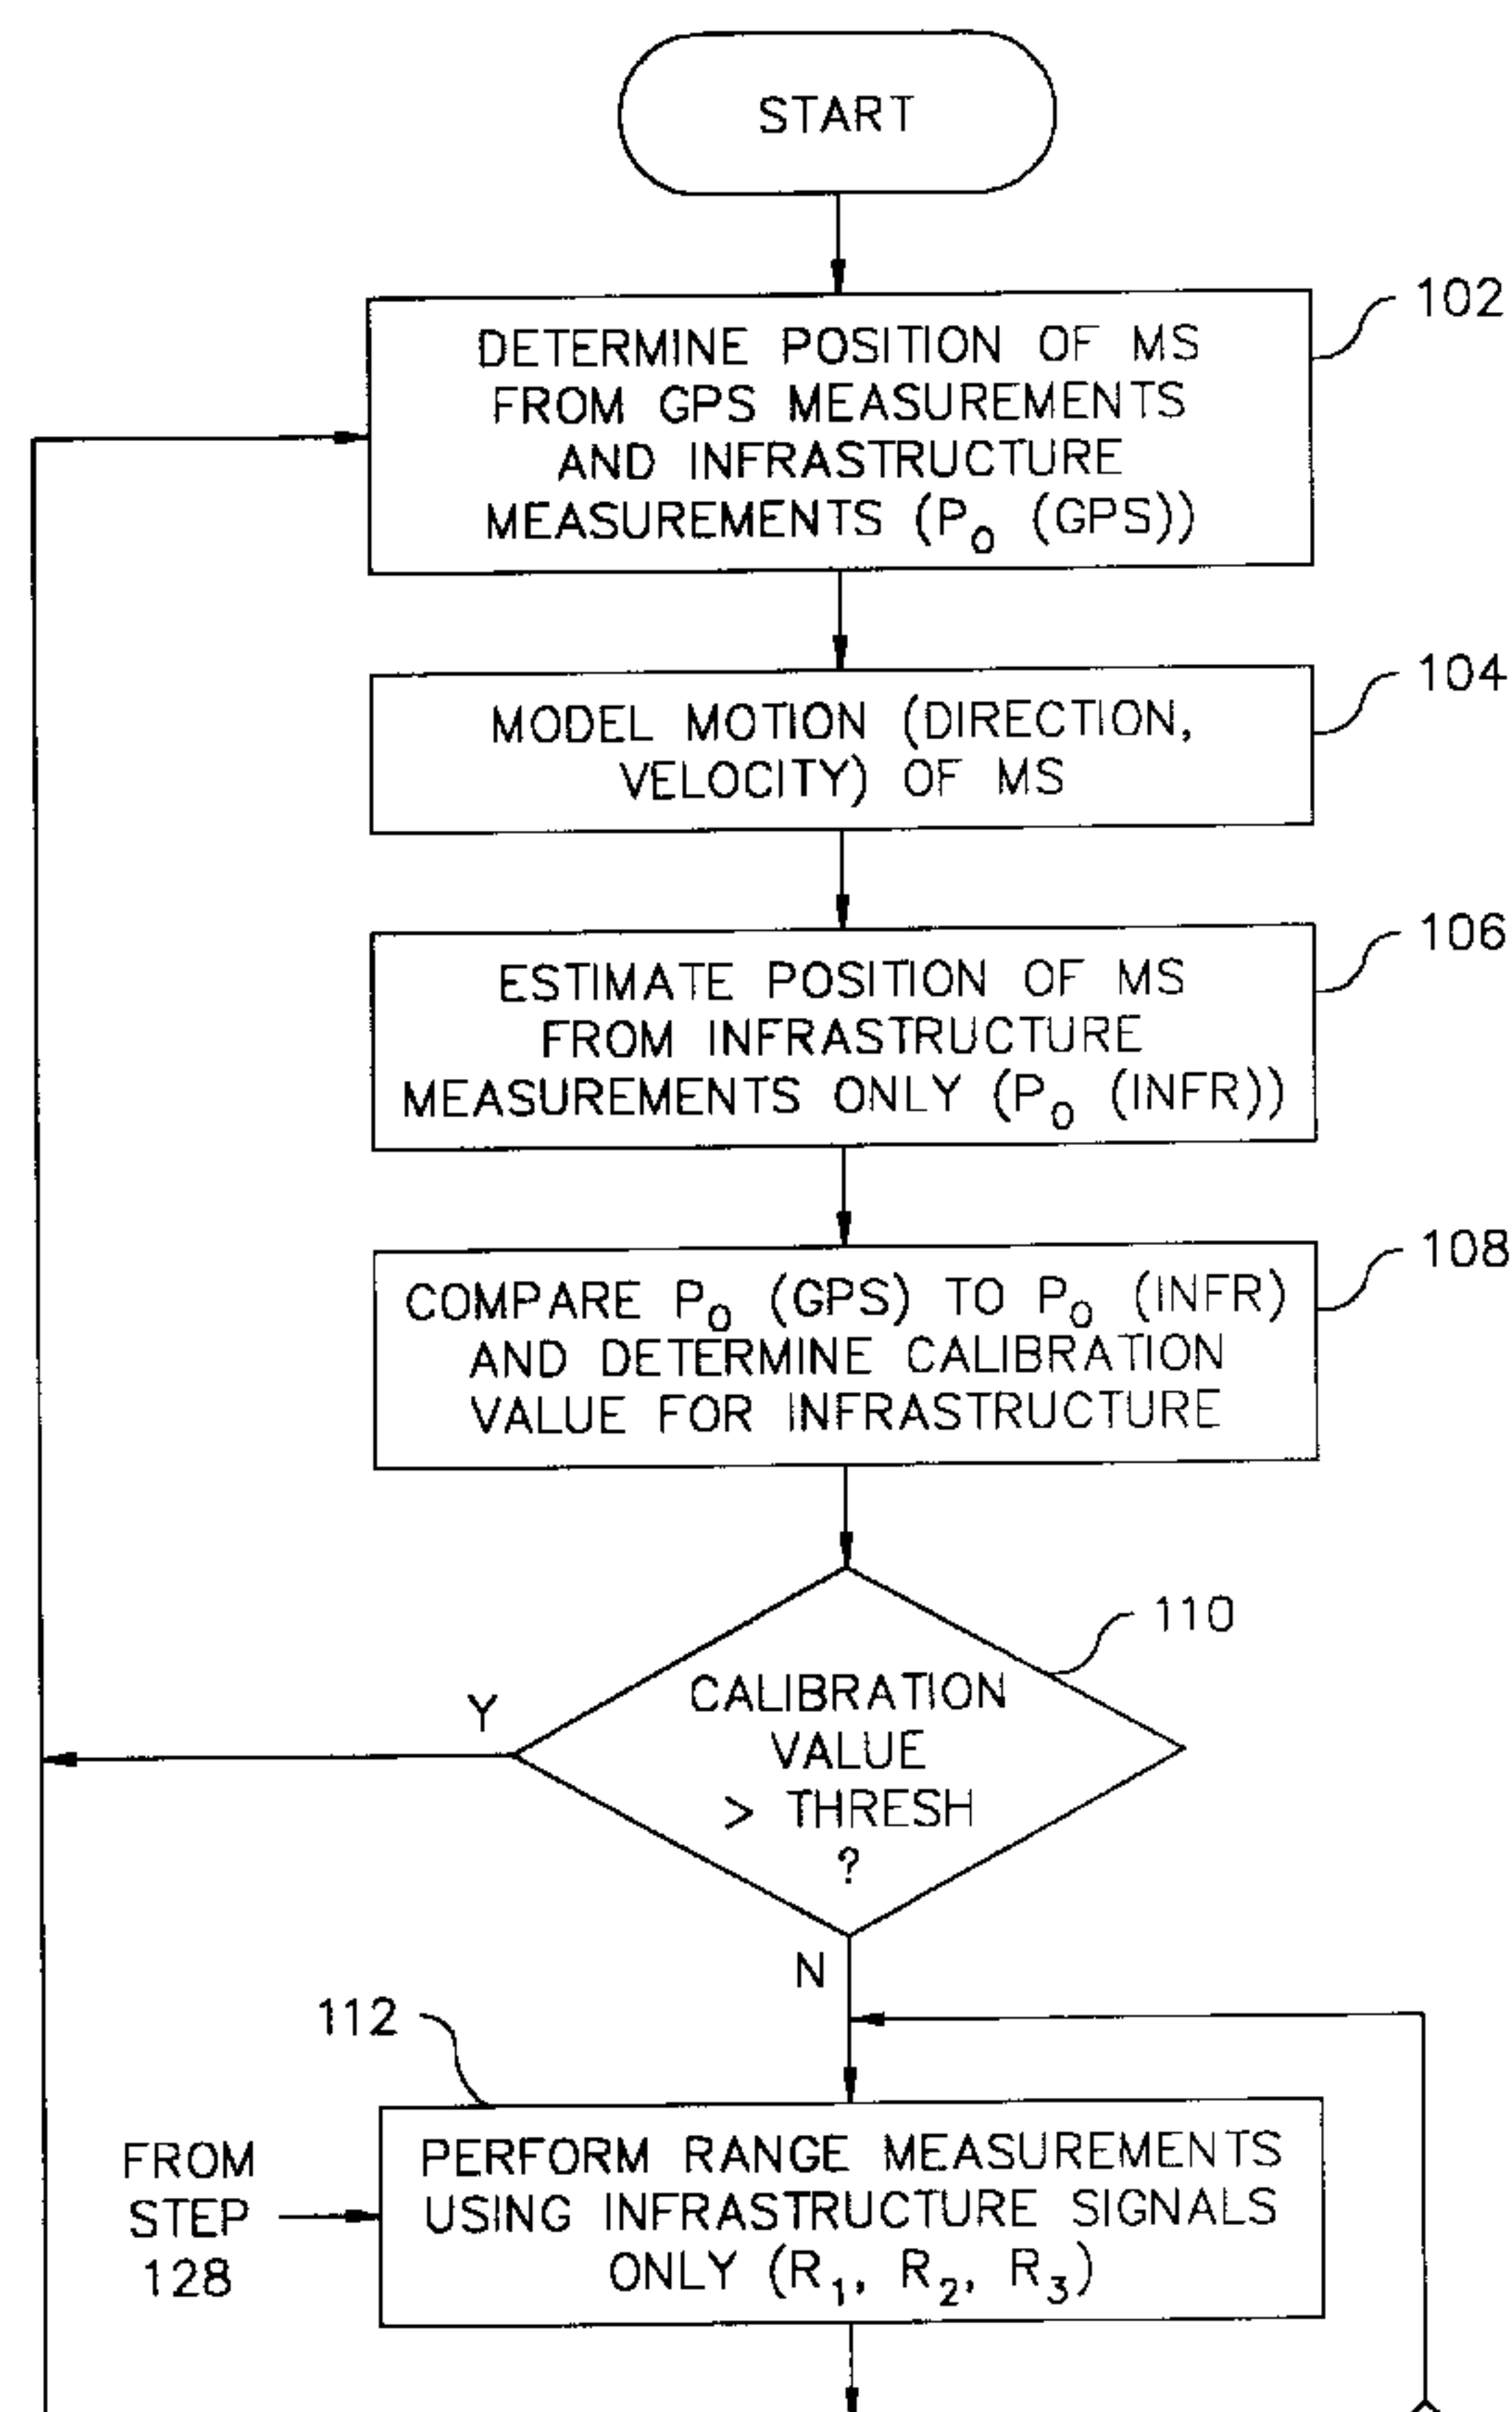 START
102
DETERMINE POSITION OF MS
FROM GPS MEASUREMENTS
AND INFRASTRUCTURE
MEASUREMENTS (P₀ (GPS))
104
MODEL MOTION (DIRECTION,
VELOCITY) OF MS
106
ESTIMATE POSITION OF MS
FROM INFRASTRUCTURE
MEASUREMENTS ONLY (P₀ (INFR))
108
COMPARE P₀ (GPS) TO P₀ (INFR)
AND DETERMINE CALIBRATION
VALUE FOR INFRASTRUCTURE
110
CALIBRATION
VALUE
> THRESH
?
Y
N
112
FROM
STEP
128
PERFORM RANGE MEASUREMENTS
USING INFRASTRUCTURE SIGNALS
ONLY (R₁, R₂, R₃)